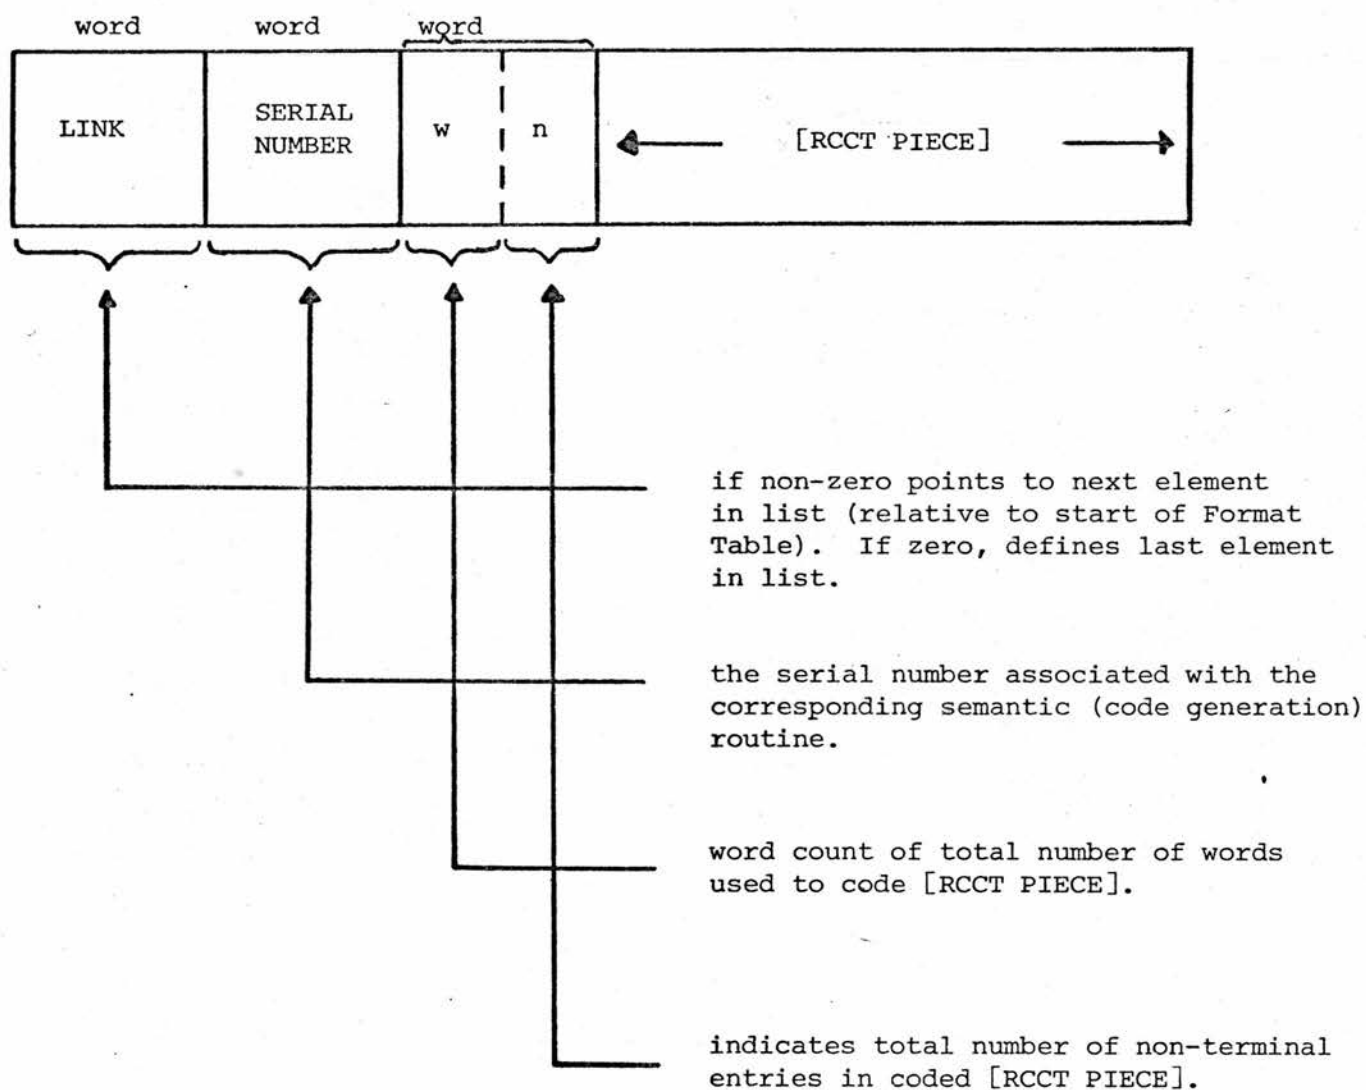 word word word
LINK
SERIAL
NUMBER
w
n
[RCCT PIECE]
if non-zero points to next element
in list (relative to start of Format
Table). If zero, defines last element
in list.
the serial number associated with the
corresponding semantic (code generation)
routine.
word count of total number of words
used to code [RCCT PIECE].
indicates total number of non-terminal
entries in coded [RCCT PIECE].